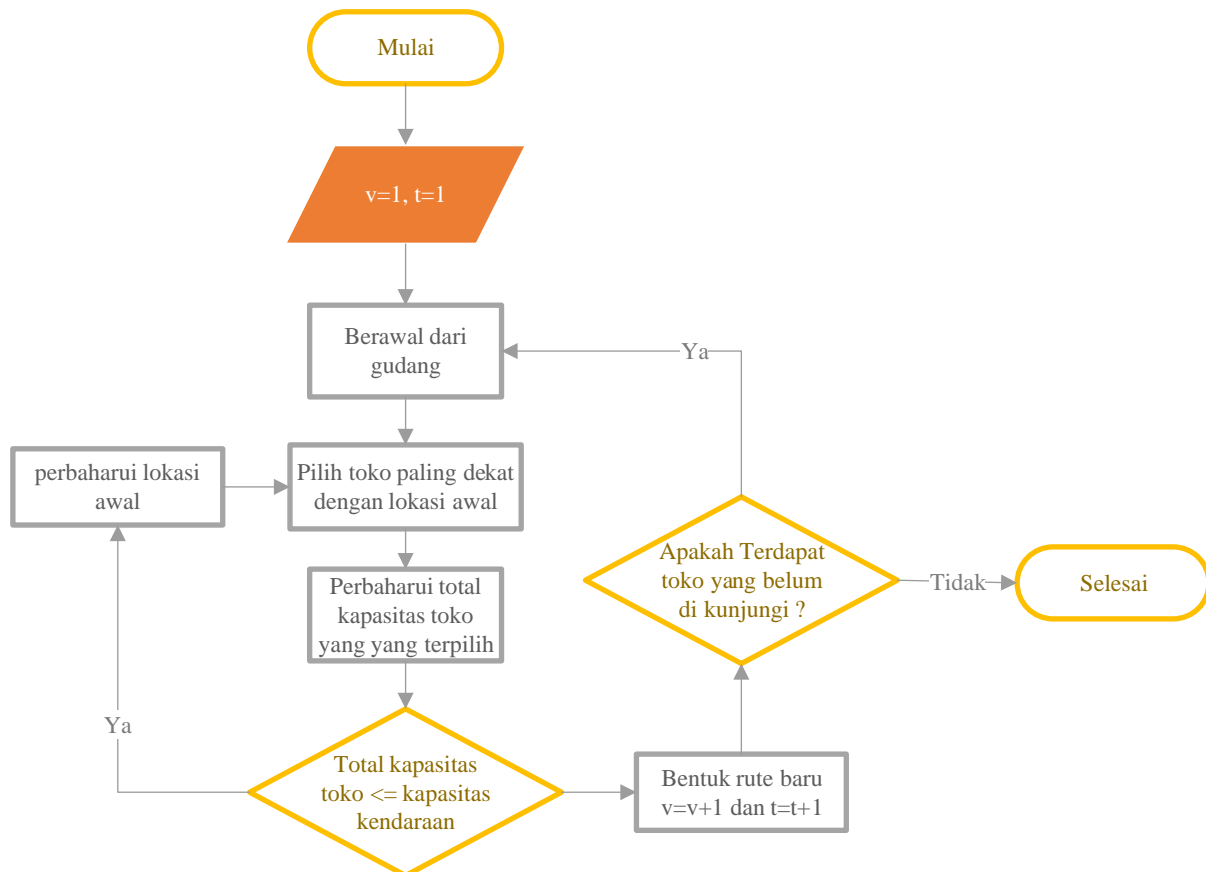 Mulai
v=1, t=1
Berawal dari
gudang
Ya
perbaharui lokasi
awal
Pilih toko paling dekat
dengan lokasi awal
Apakah Terdapat
toko yang belum
di kunjungi ?
Tidak
Selesai
Perbaharui total
kapasitas toko
yang yang terpilih
Ya
Total kapasitas
toko <= kapasitas
kendaraan
Bentuk rute baru
v=v+1 dan t=t+1